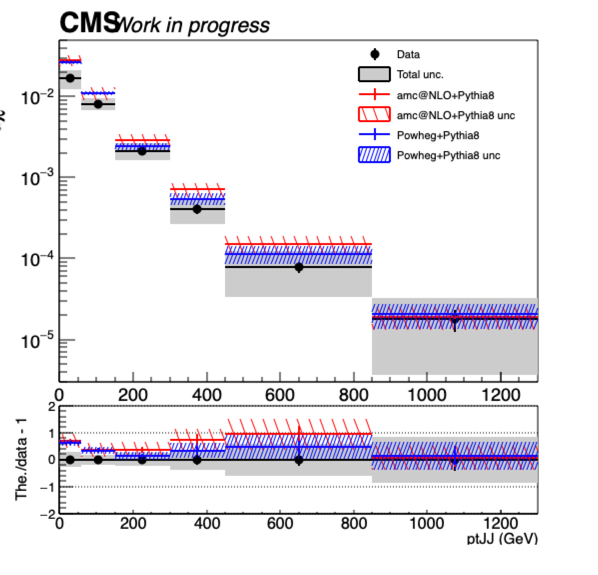 CMS Work in progress
Data
Total unc.
amc@NLO+Pythia8
amc@NLO+Pythia8 unc
Powheg+Pythia8
Powheg+Pythia8 unc
10⁻²
10⁻³
10⁻⁴
10⁻⁵
0 200 400 600 800 1000 1200
The./data - 1
2
1
0
−1
−2
0 200 400 600 800 1000 1200
ptJJ (GeV)